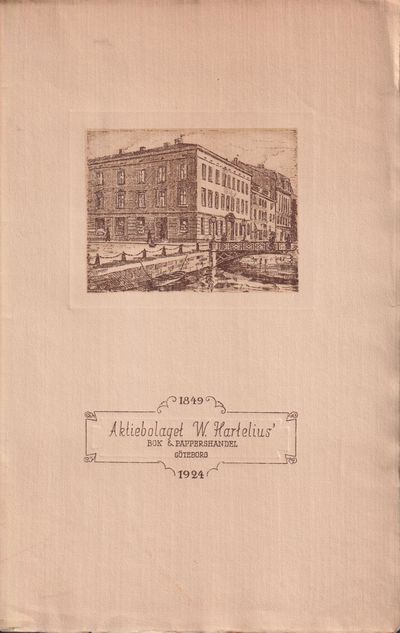 1849
Aktiebolaget W. Hartelius'
BOK & PAPPERSHANDEL
GÖTEBORG
1924